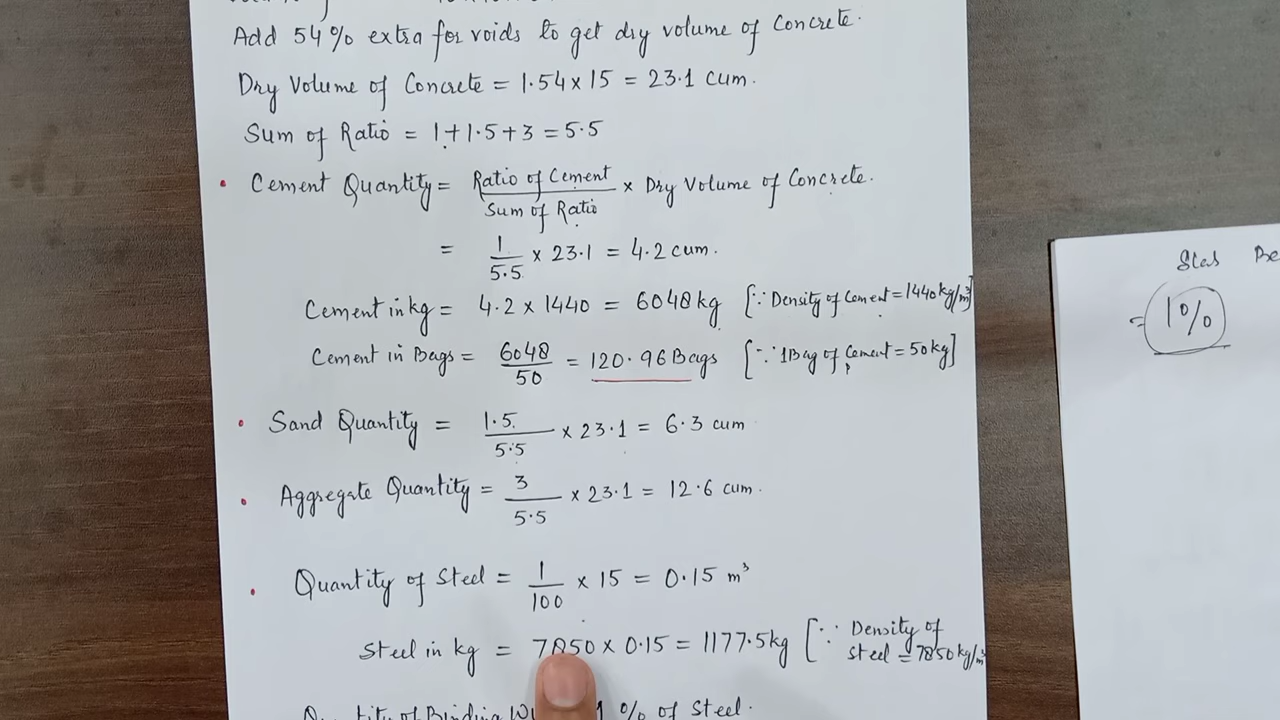 Add 54% extra for voids to get dry volume of Concrete.
Dry Volume of Concrete = 1.54 x 15 = 23.1 cum.
Sum of Ratio = 1+1.5+3 = 5.5
• Cement Quantity = Ratio of Cement / Sum of Ratio x Dry Volume of Concrete.
= 1/5.5 x 23.1 = 4.2 cum.
Cement in kg = 4.2 x 1440 = 6048 kg [∵ Density of Cement = 1440 kg/m³]
Cement in Bags = 6048/50 = 120.96 Bags [∵ 1 Bag of Cement = 50 kg]
• Sand Quantity = 1.5/5.5 x 23.1 = 6.3 cum
• Aggregate Quantity = 3/5.5 x 23.1 = 12.6 cum.
• Quantity of Steel = 1/100 x 15 = 0.15 m³
Steel in kg = 7850 x 0.15 = 1177.5 kg [∵ Density of
Steel = 7850 kg/m³
of Binding % of Steel.
= 1%